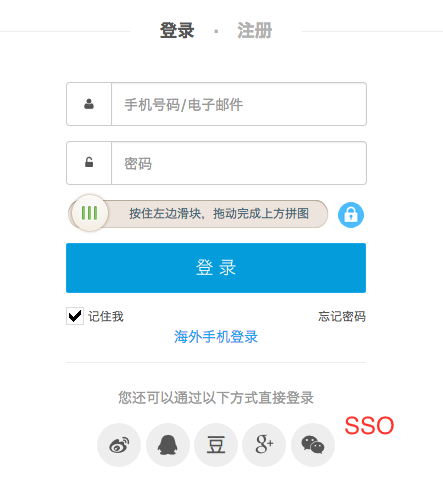 登录 · 注册
手机号码/电子邮件
密码
按住左边滑块，拖动完成上方拼图
登 录
记住我 忘记密码
海外手机登录
您还可以通过以下方式直接登录
豆 g+
SSO